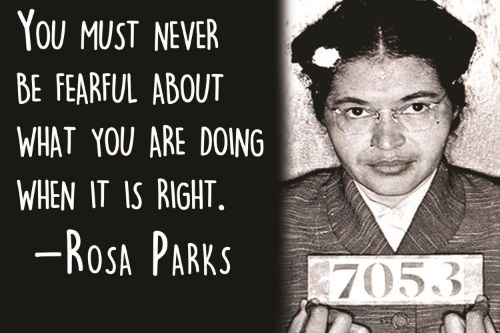 You must never
be fearful about
what you are doing
when it is right.
—Rosa Parks
7053